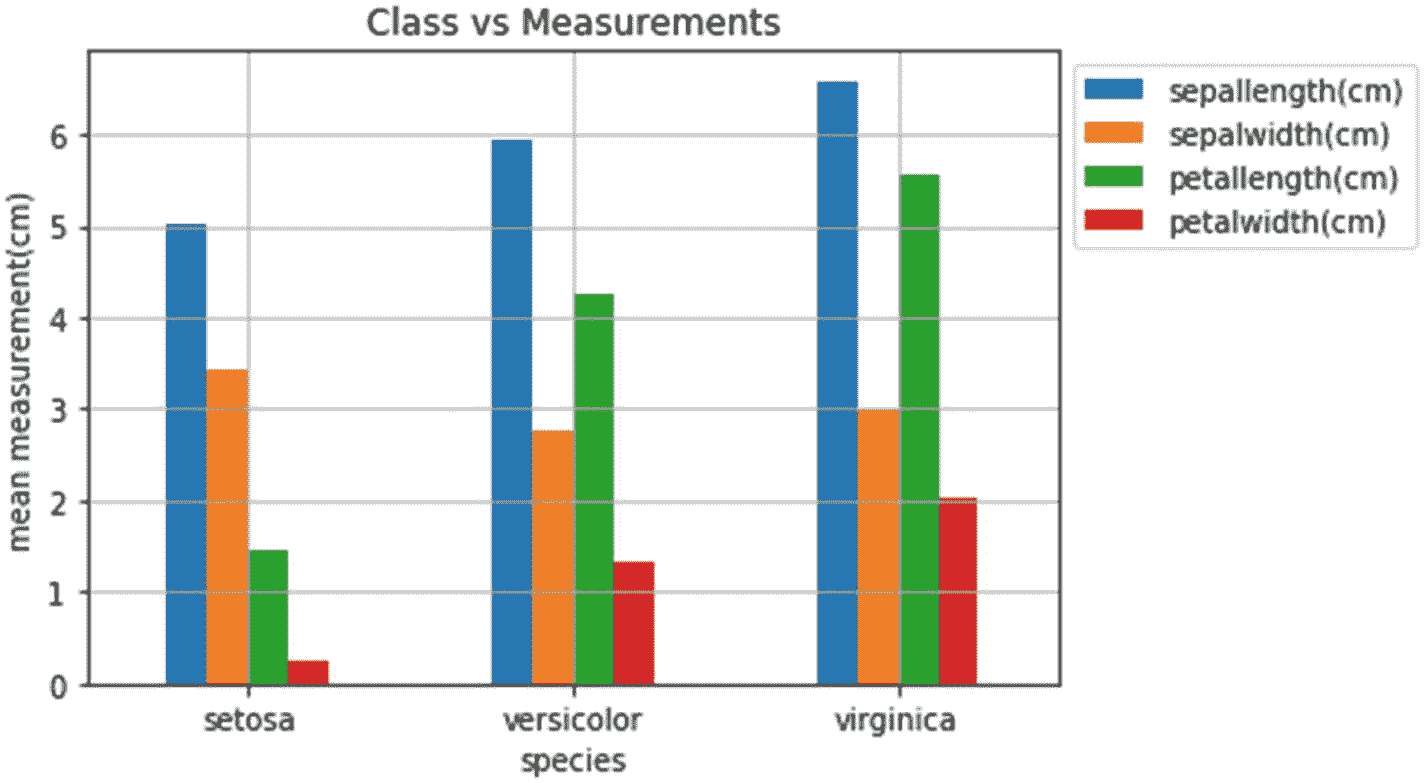 Class vs Measurements
sepallength(cm)
sepalwidth(cm)
petallength(cm)
petalwidth(cm)
mean measurement(cm)
6
5
4
3
2
1
0
setosa versicolor virginica
species